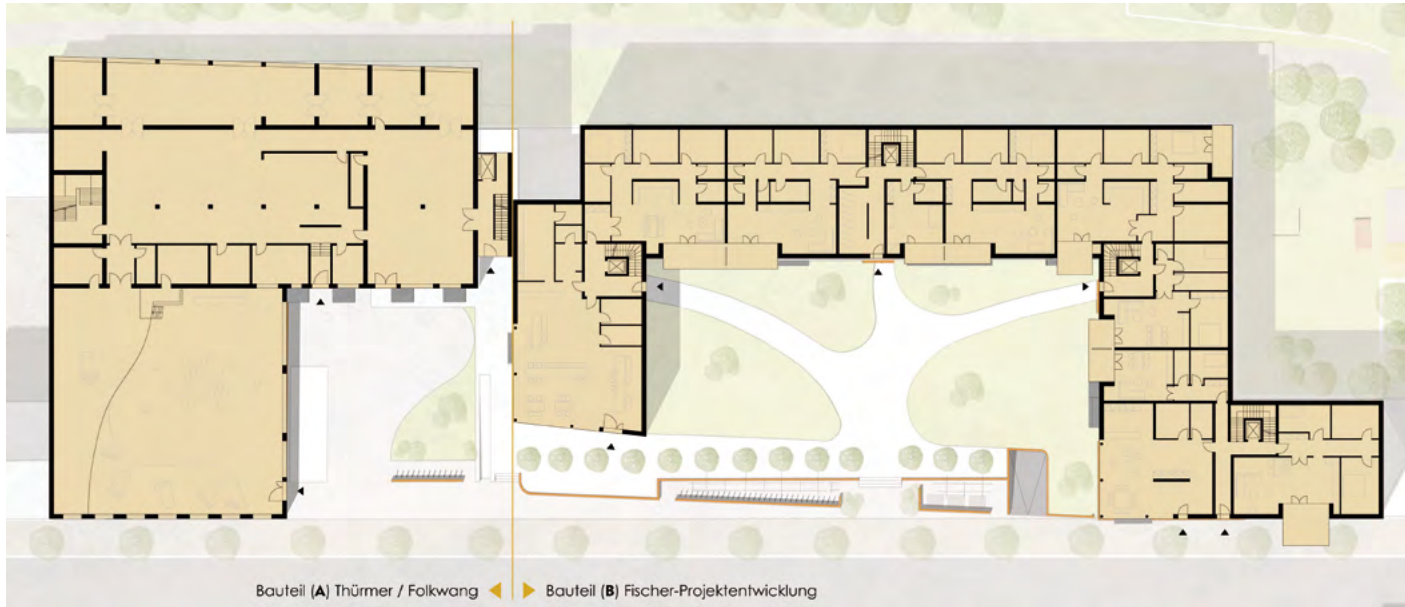 Bauteil (A) Thürmer / Folkwang
Bauteil (B) Fischer-Projektentwicklung